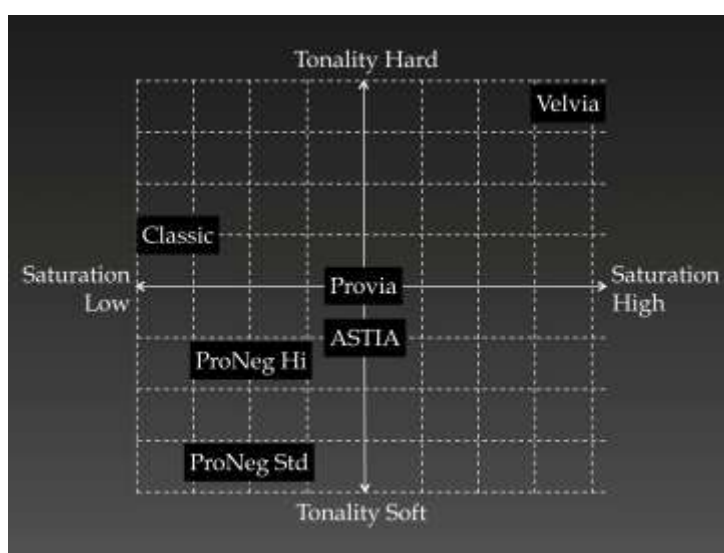 Tonality Hard
Velvia
Classic
Saturation
Low
Provia
Saturation
High
ASTIA
ProNeg Hi
ProNeg Std
Tonality Soft